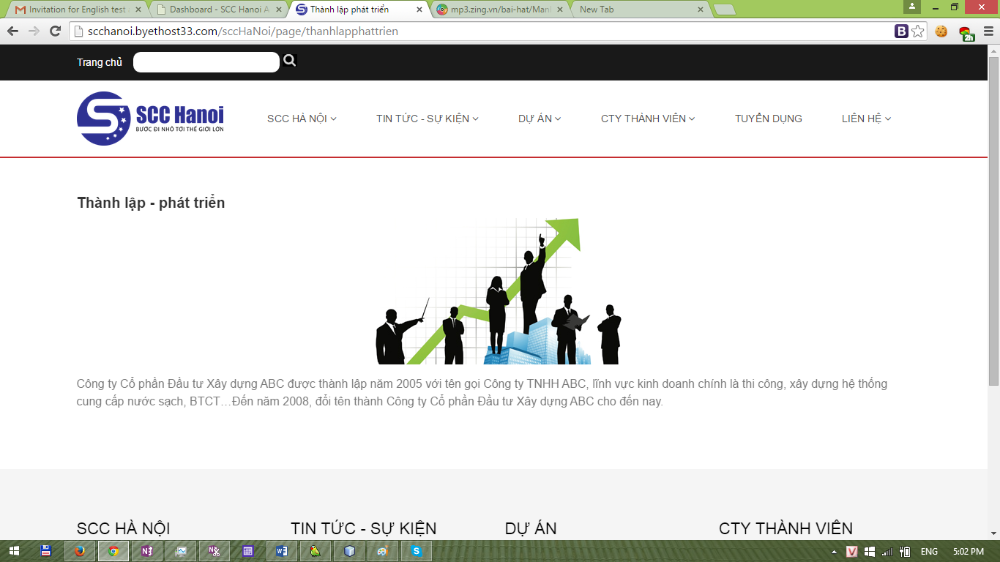 Invitation for English test
Dashboard - SCC Hanoi A
Thành lập phát triển
mp3.zing.vn/bai-hat/Manl
New Tab
scchanoi.byethost33.com/sccHaNoi/page/thanhlapphattrien
B
2h
Trang chủ
S SCC Hanoi
BƯỚC ĐI NHỎ TỚI THẾ GIỚI LỚN
SCC HÀ NỘI
TIN TỨC - SỰ KIỆN
DỰ ÁN
CTY THÀNH VIÊN
TUYỂN DỤNG
LIÊN HỆ
Thành lập - phát triển
Công ty Cổ phần Đầu tư Xây dựng ABC được thành lập năm 2005 với tên gọi Công ty TNHH ABC, lĩnh vực kinh doanh chính là thi công, xây dựng hệ thống
cung cấp nước sạch, BTCT…Đến năm 2008, đổi tên thành Công ty Cổ phần Đầu tư Xây dựng ABC cho đến nay.
SCC HÀ NỘI
TIN TỨC - SỰ KIỆN
DỰ ÁN
CTY THÀNH VIÊN
V
ENG
5:02 PM